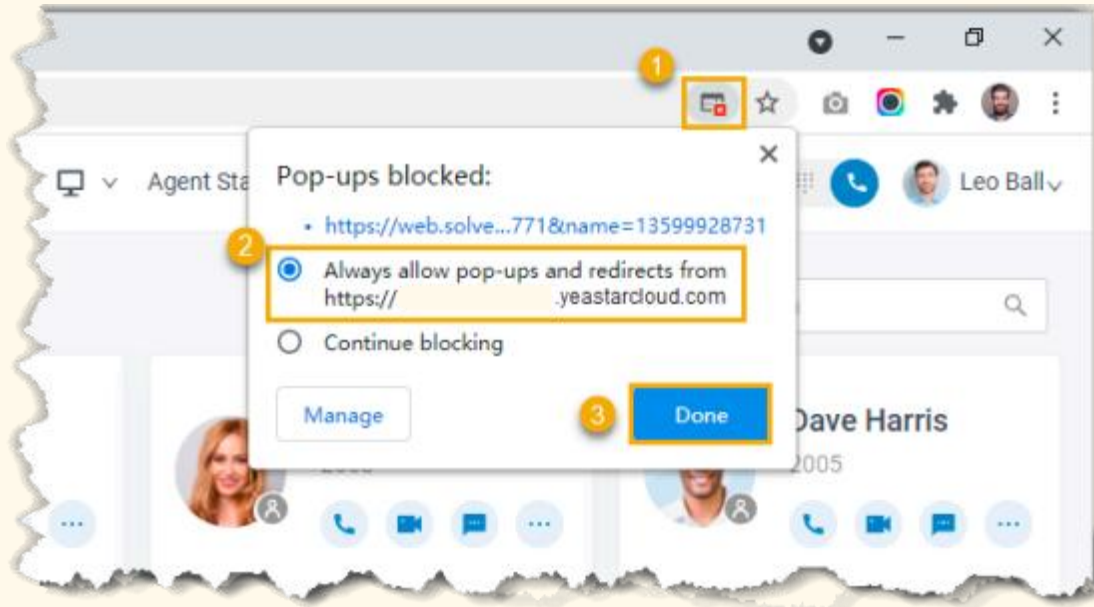 1
Agent Sta
Leo Ball
Pop-ups blocked:
• https://web.solve...771&name=13599928731
2
Always allow pop-ups and redirects from
https:// .yeastarcloud.com
Continue blocking
Manage
3
Done
Dave Harris
2005